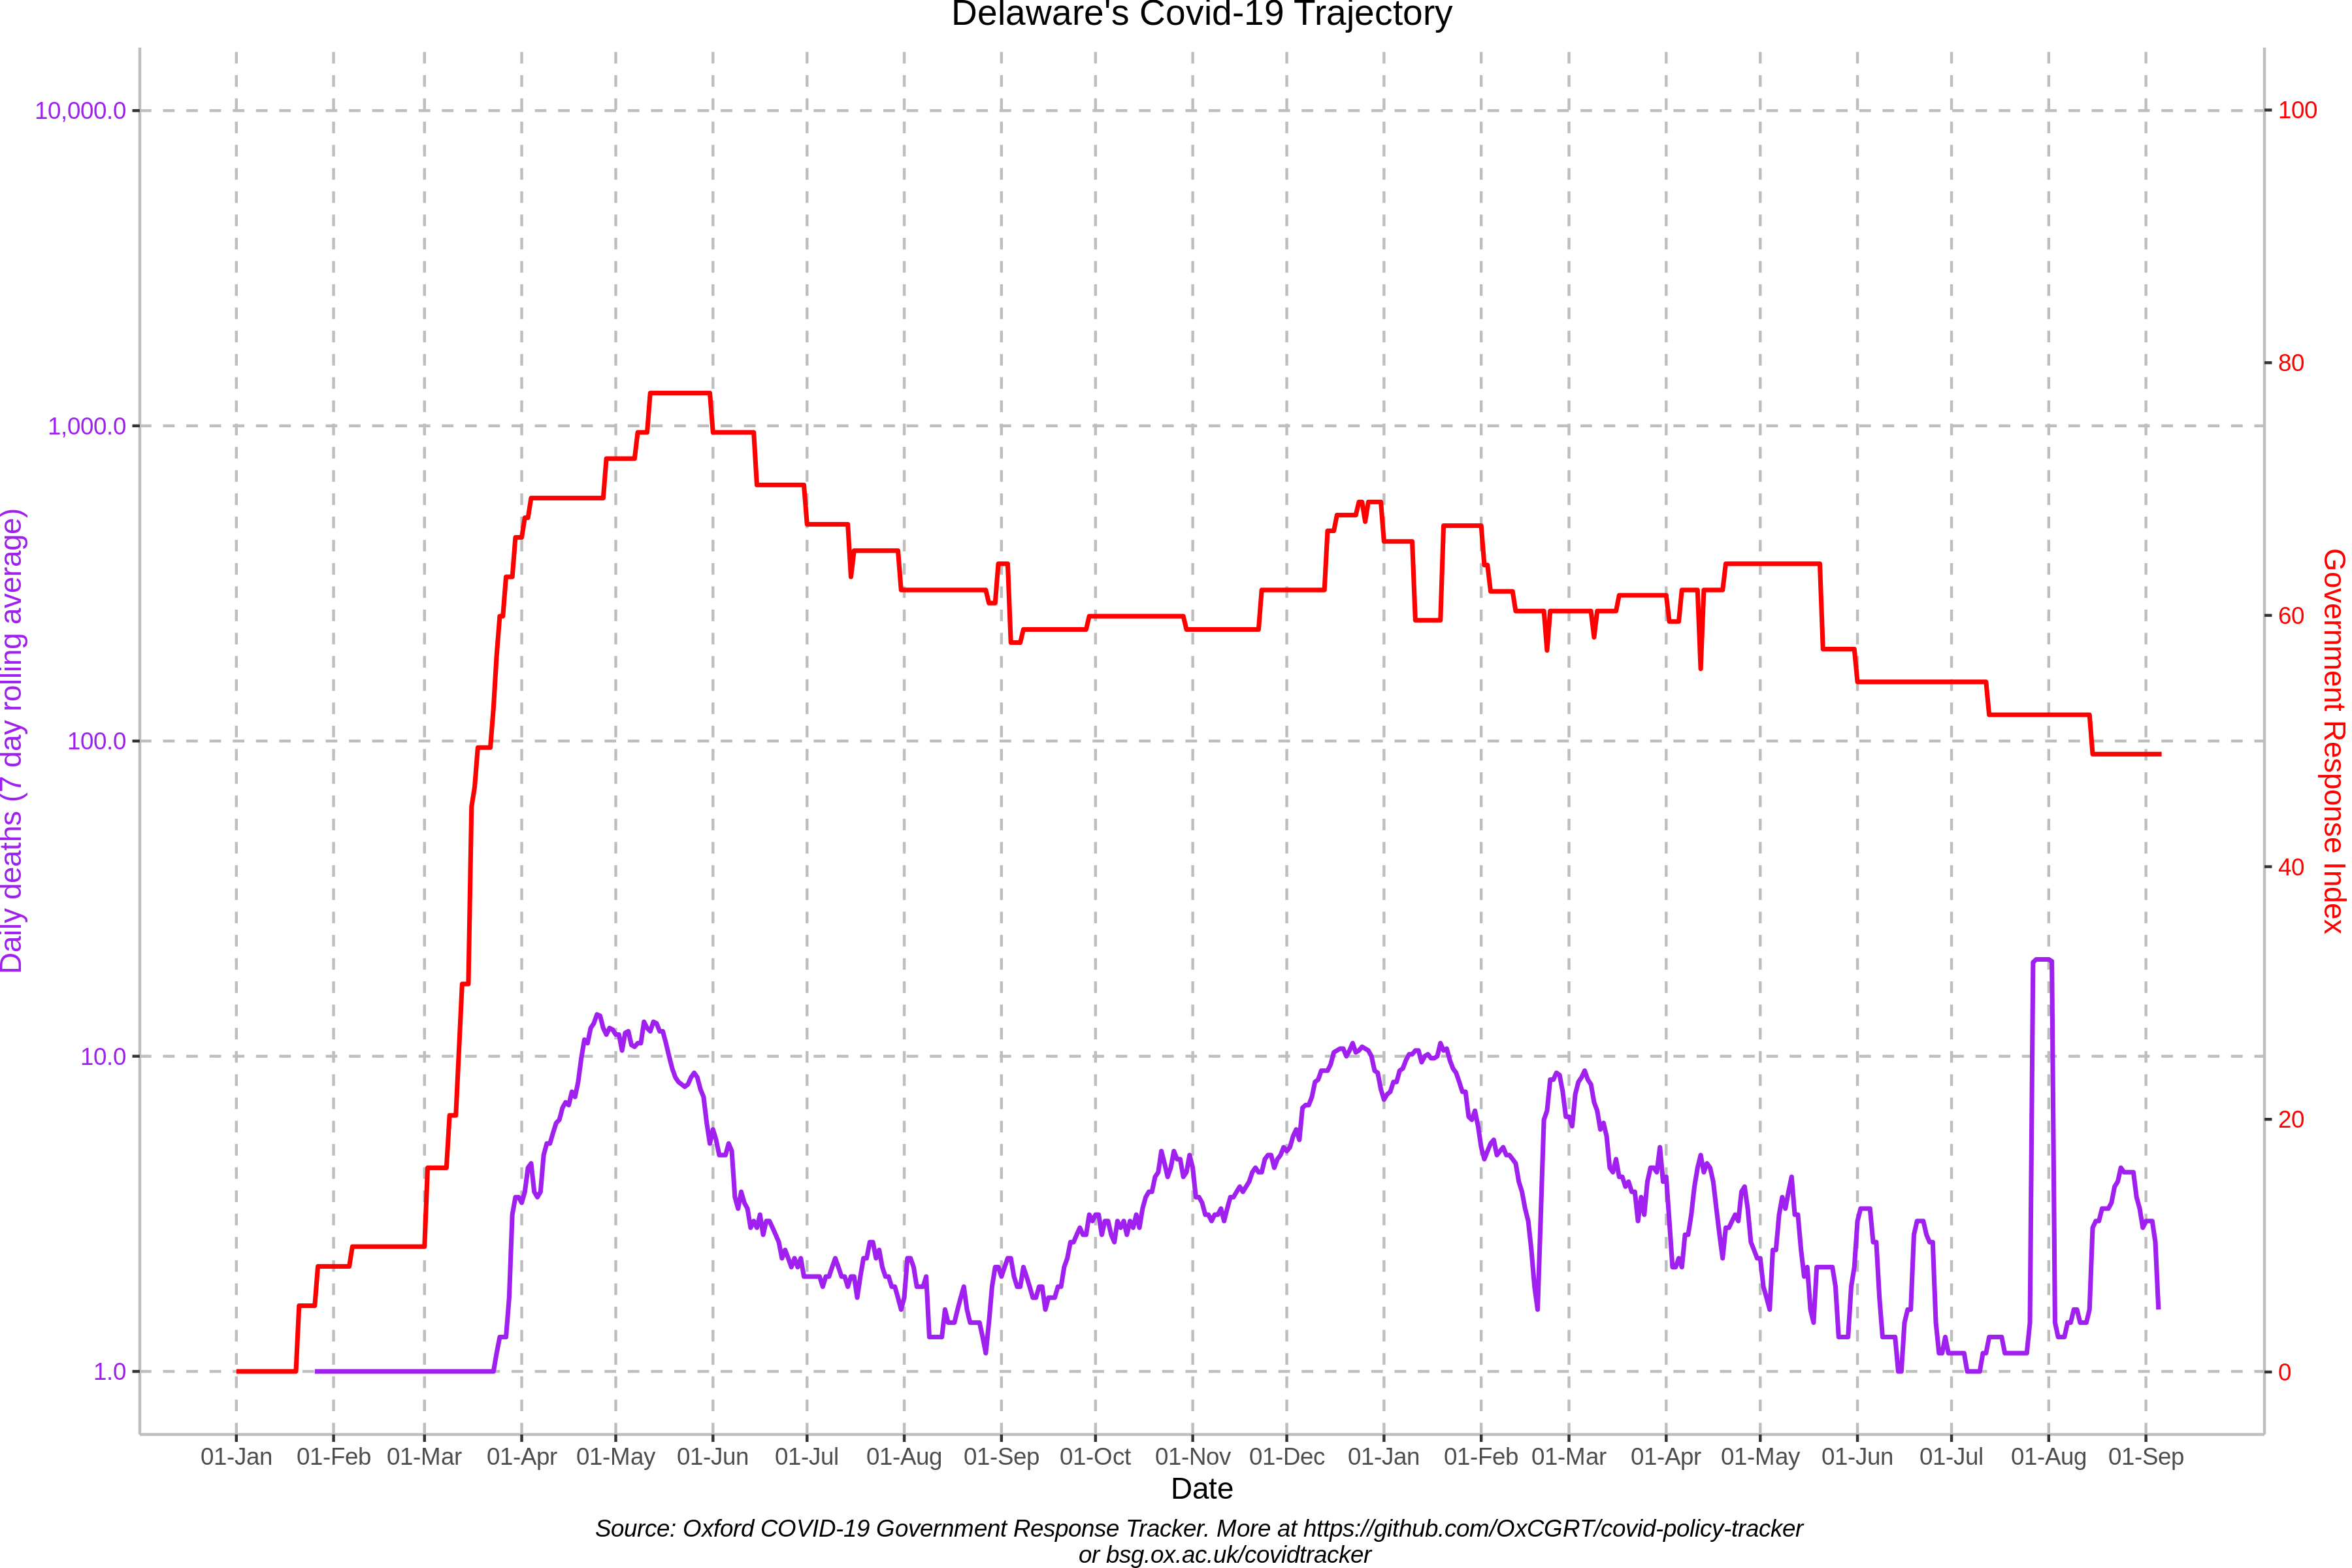 Delaware's Covid-19 Trajectory
10,000.0
1,000.0
100.0
10.0
1.0
Daily deaths (7 day rolling average)
100
80
60
40
20
0
Government Response Index
01-Jan 01-Feb 01-Mar 01-Apr 01-May 01-Jun 01-Jul 01-Aug 01-Sep 01-Oct 01-Nov 01-Dec 01-Jan 01-Feb 01-Mar 01-Apr 01-May 01-Jun 01-Jul 01-Aug 01-Sep
Date
Source: Oxford COVID-19 Government Response Tracker. More at https://github.com/OxCGRT/covid-policy-tracker
or bsg.ox.ac.uk/covidtracker